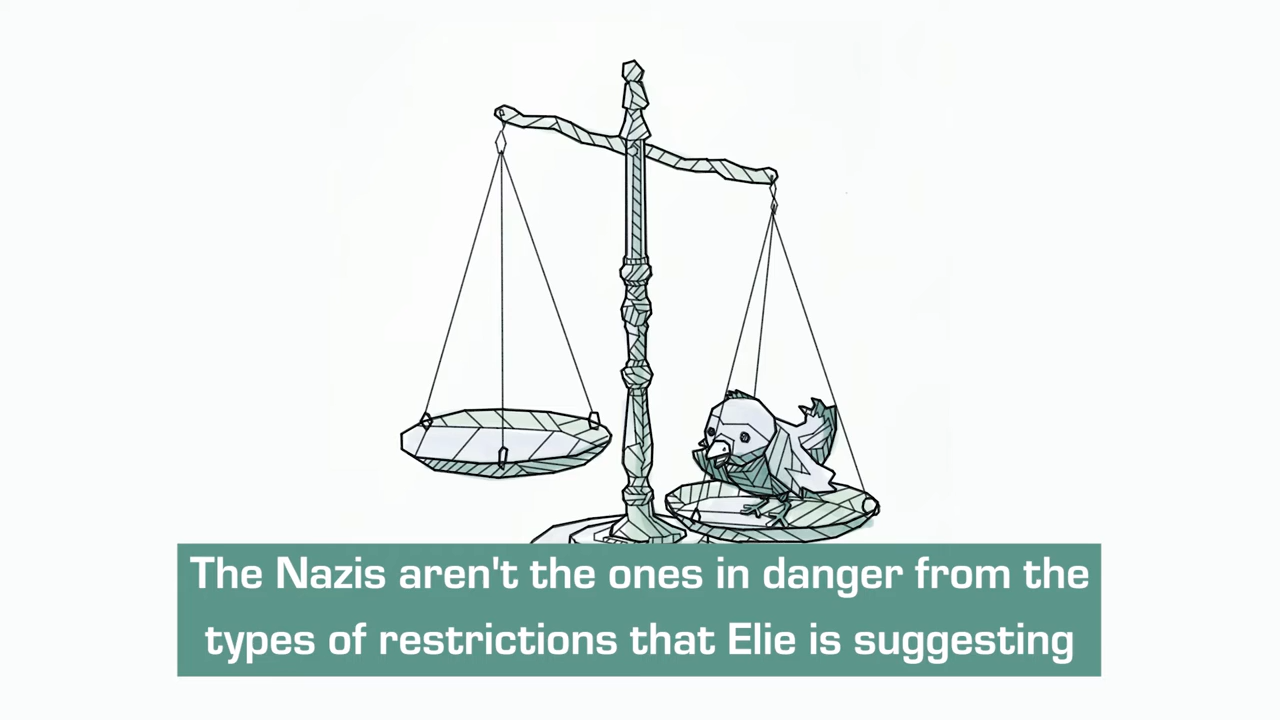 The Nazis aren't the ones in danger from the
types of restrictions that Elie is suggesting